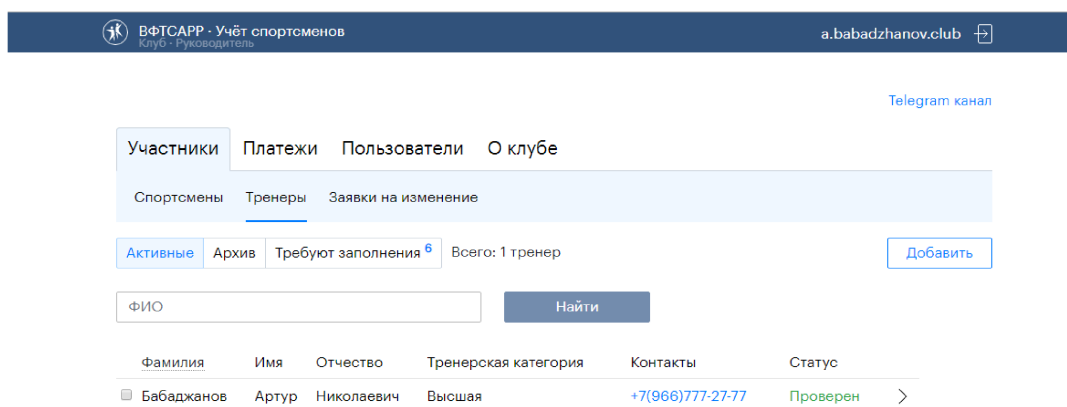 ВФТСАРР - Учёт спортсменов
Клуб - Руководитель
a.babadzhanov.club
Telegram канал
Участники Платежи Пользователи О клубе
Спортсмены Тренеры Заявки на изменение
Активные Архив Требуют заполнения 6 Всего: 1 тренер Добавить
ФИО Найти
Фамилия Имя Отчество Тренерская категория Контакты Статус
Бабаджанов Артур Николаевич Высшая +7(966)777-27-77 Проверен